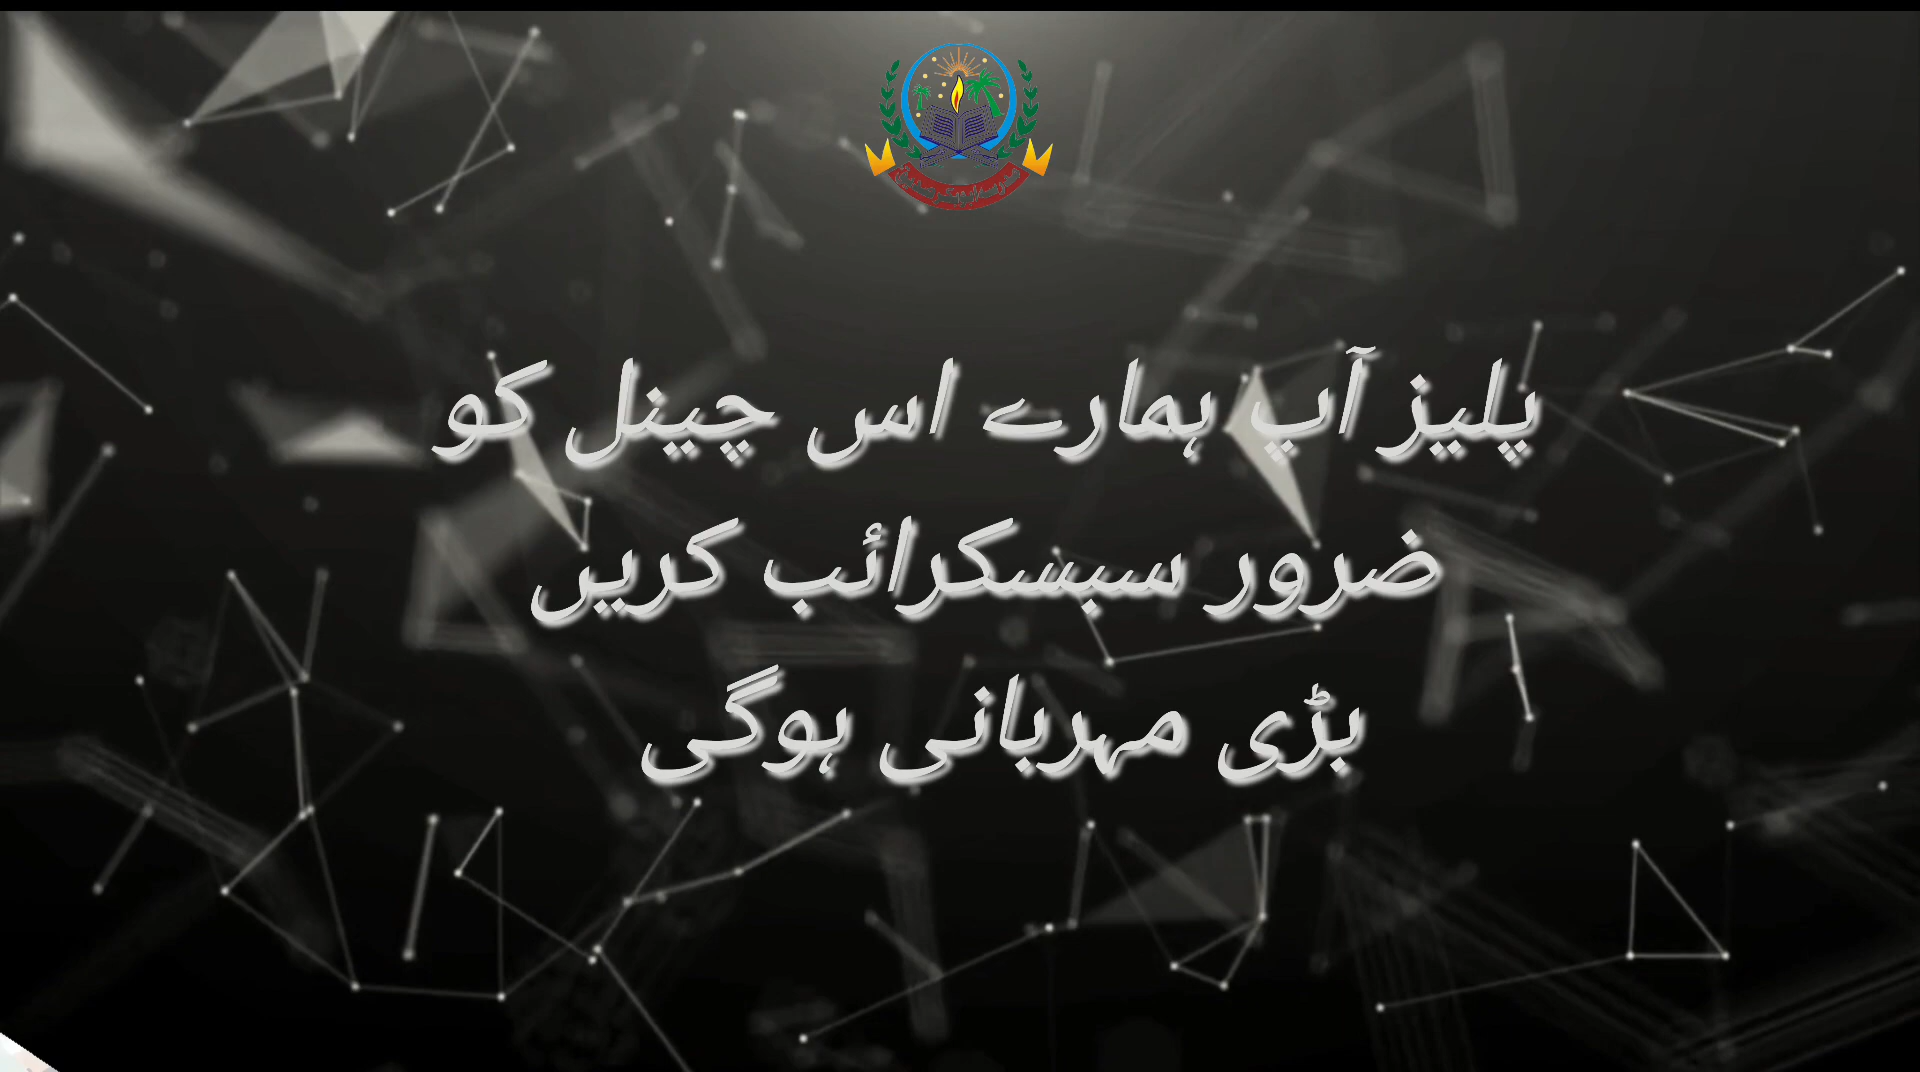 پلیز آپ ہمارے اس چینل کو
ضرور سبسکرائب کریں
بڑی مہربانی ہوگی